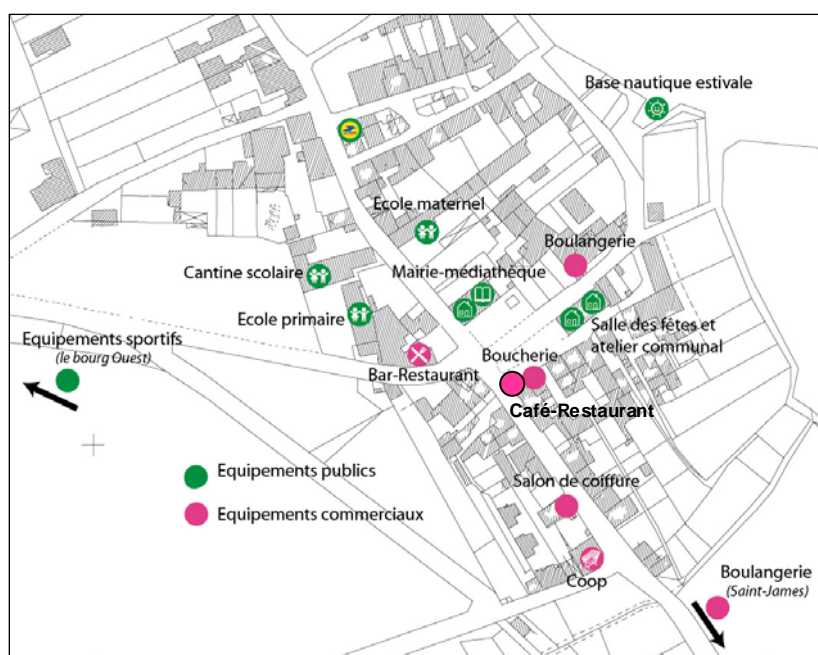 Base nautique estivale
Ecole maternel
Boulangerie
Cantine scolaire
Mairie-médiathèque
Ecole primaire
Salle des fêtes et
atelier communal
Equipements sportifs
(le bourg Ouest)
Bar-Restaurant
Boucherie
Café-Restaurant
Equipements publics
Salon de coiffure
Equipements commerciaux
Coop
Boulangerie
(Saint-James)